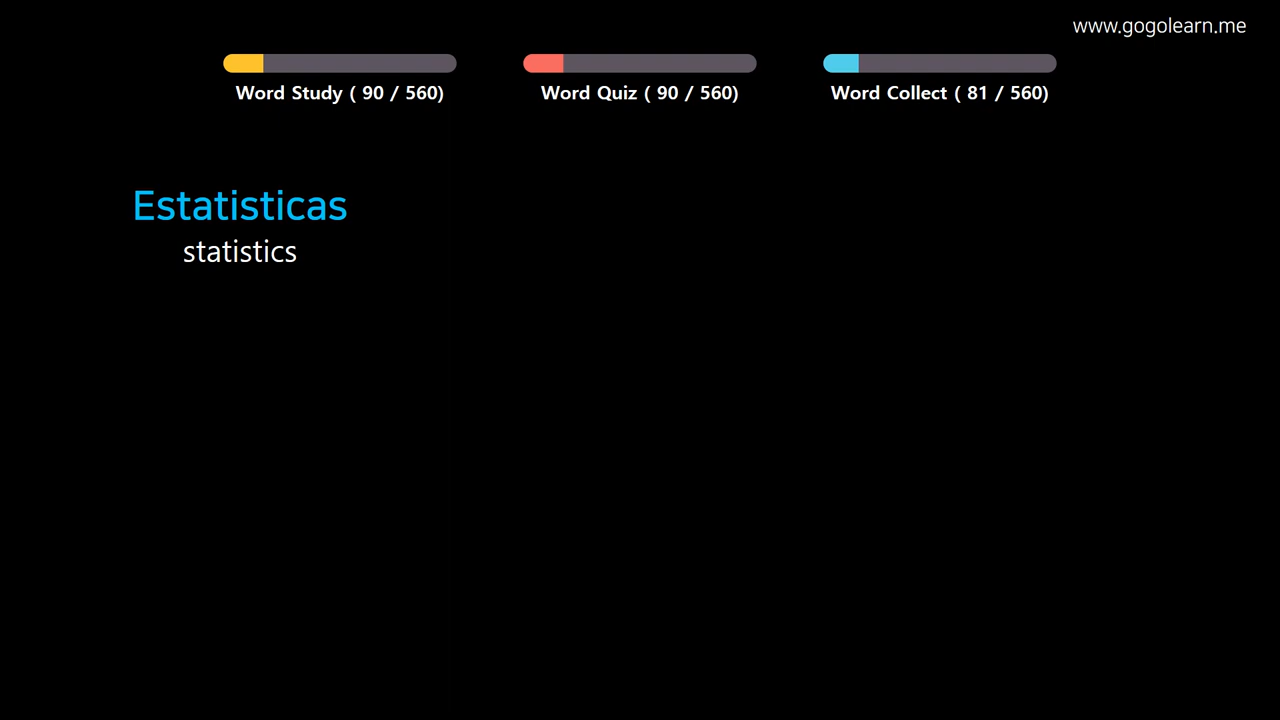 www.gogolearn.me
Word Study ( 90 / 560)
Word Quiz ( 90 / 560)
Word Collect ( 81 / 560)
Estatisticas
statistics